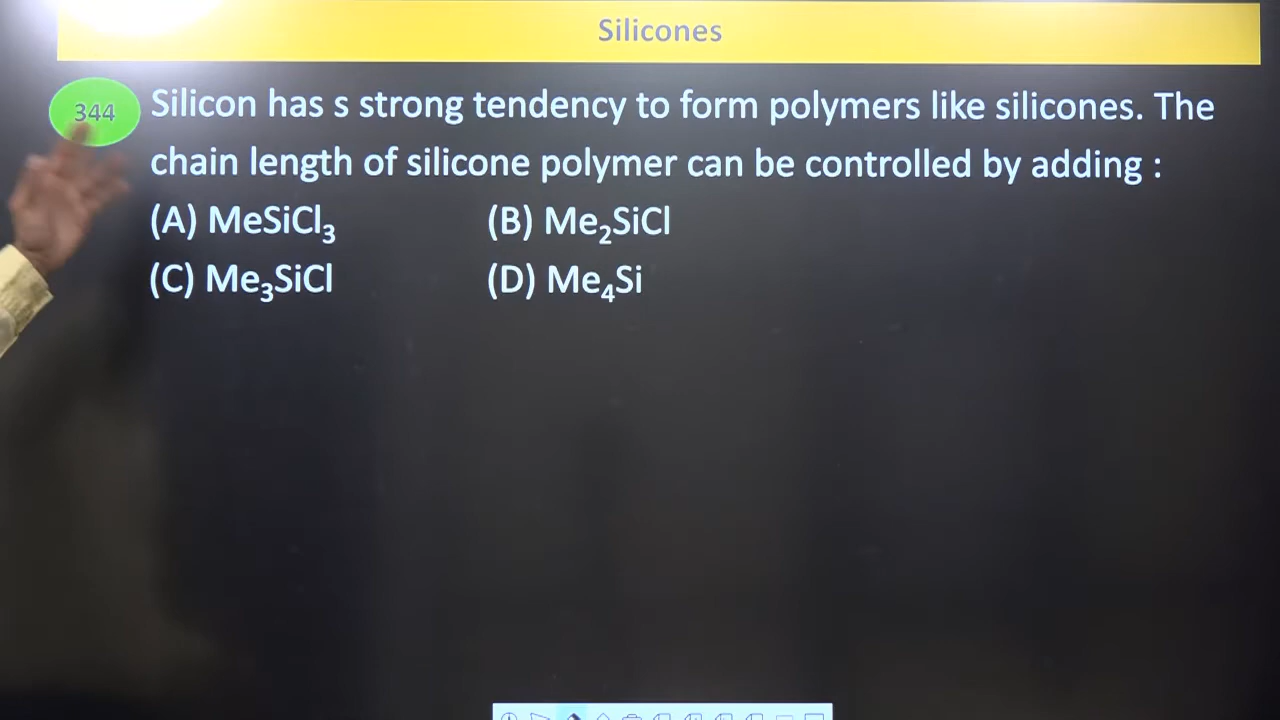 Silicones
344 Silicon has s strong tendency to form polymers like silicones. The
chain length of silicone polymer can be controlled by adding :
(A) MeSiCl₃ (B) Me₂SiCl
(C) Me₃SiCl (D) Me₄Si